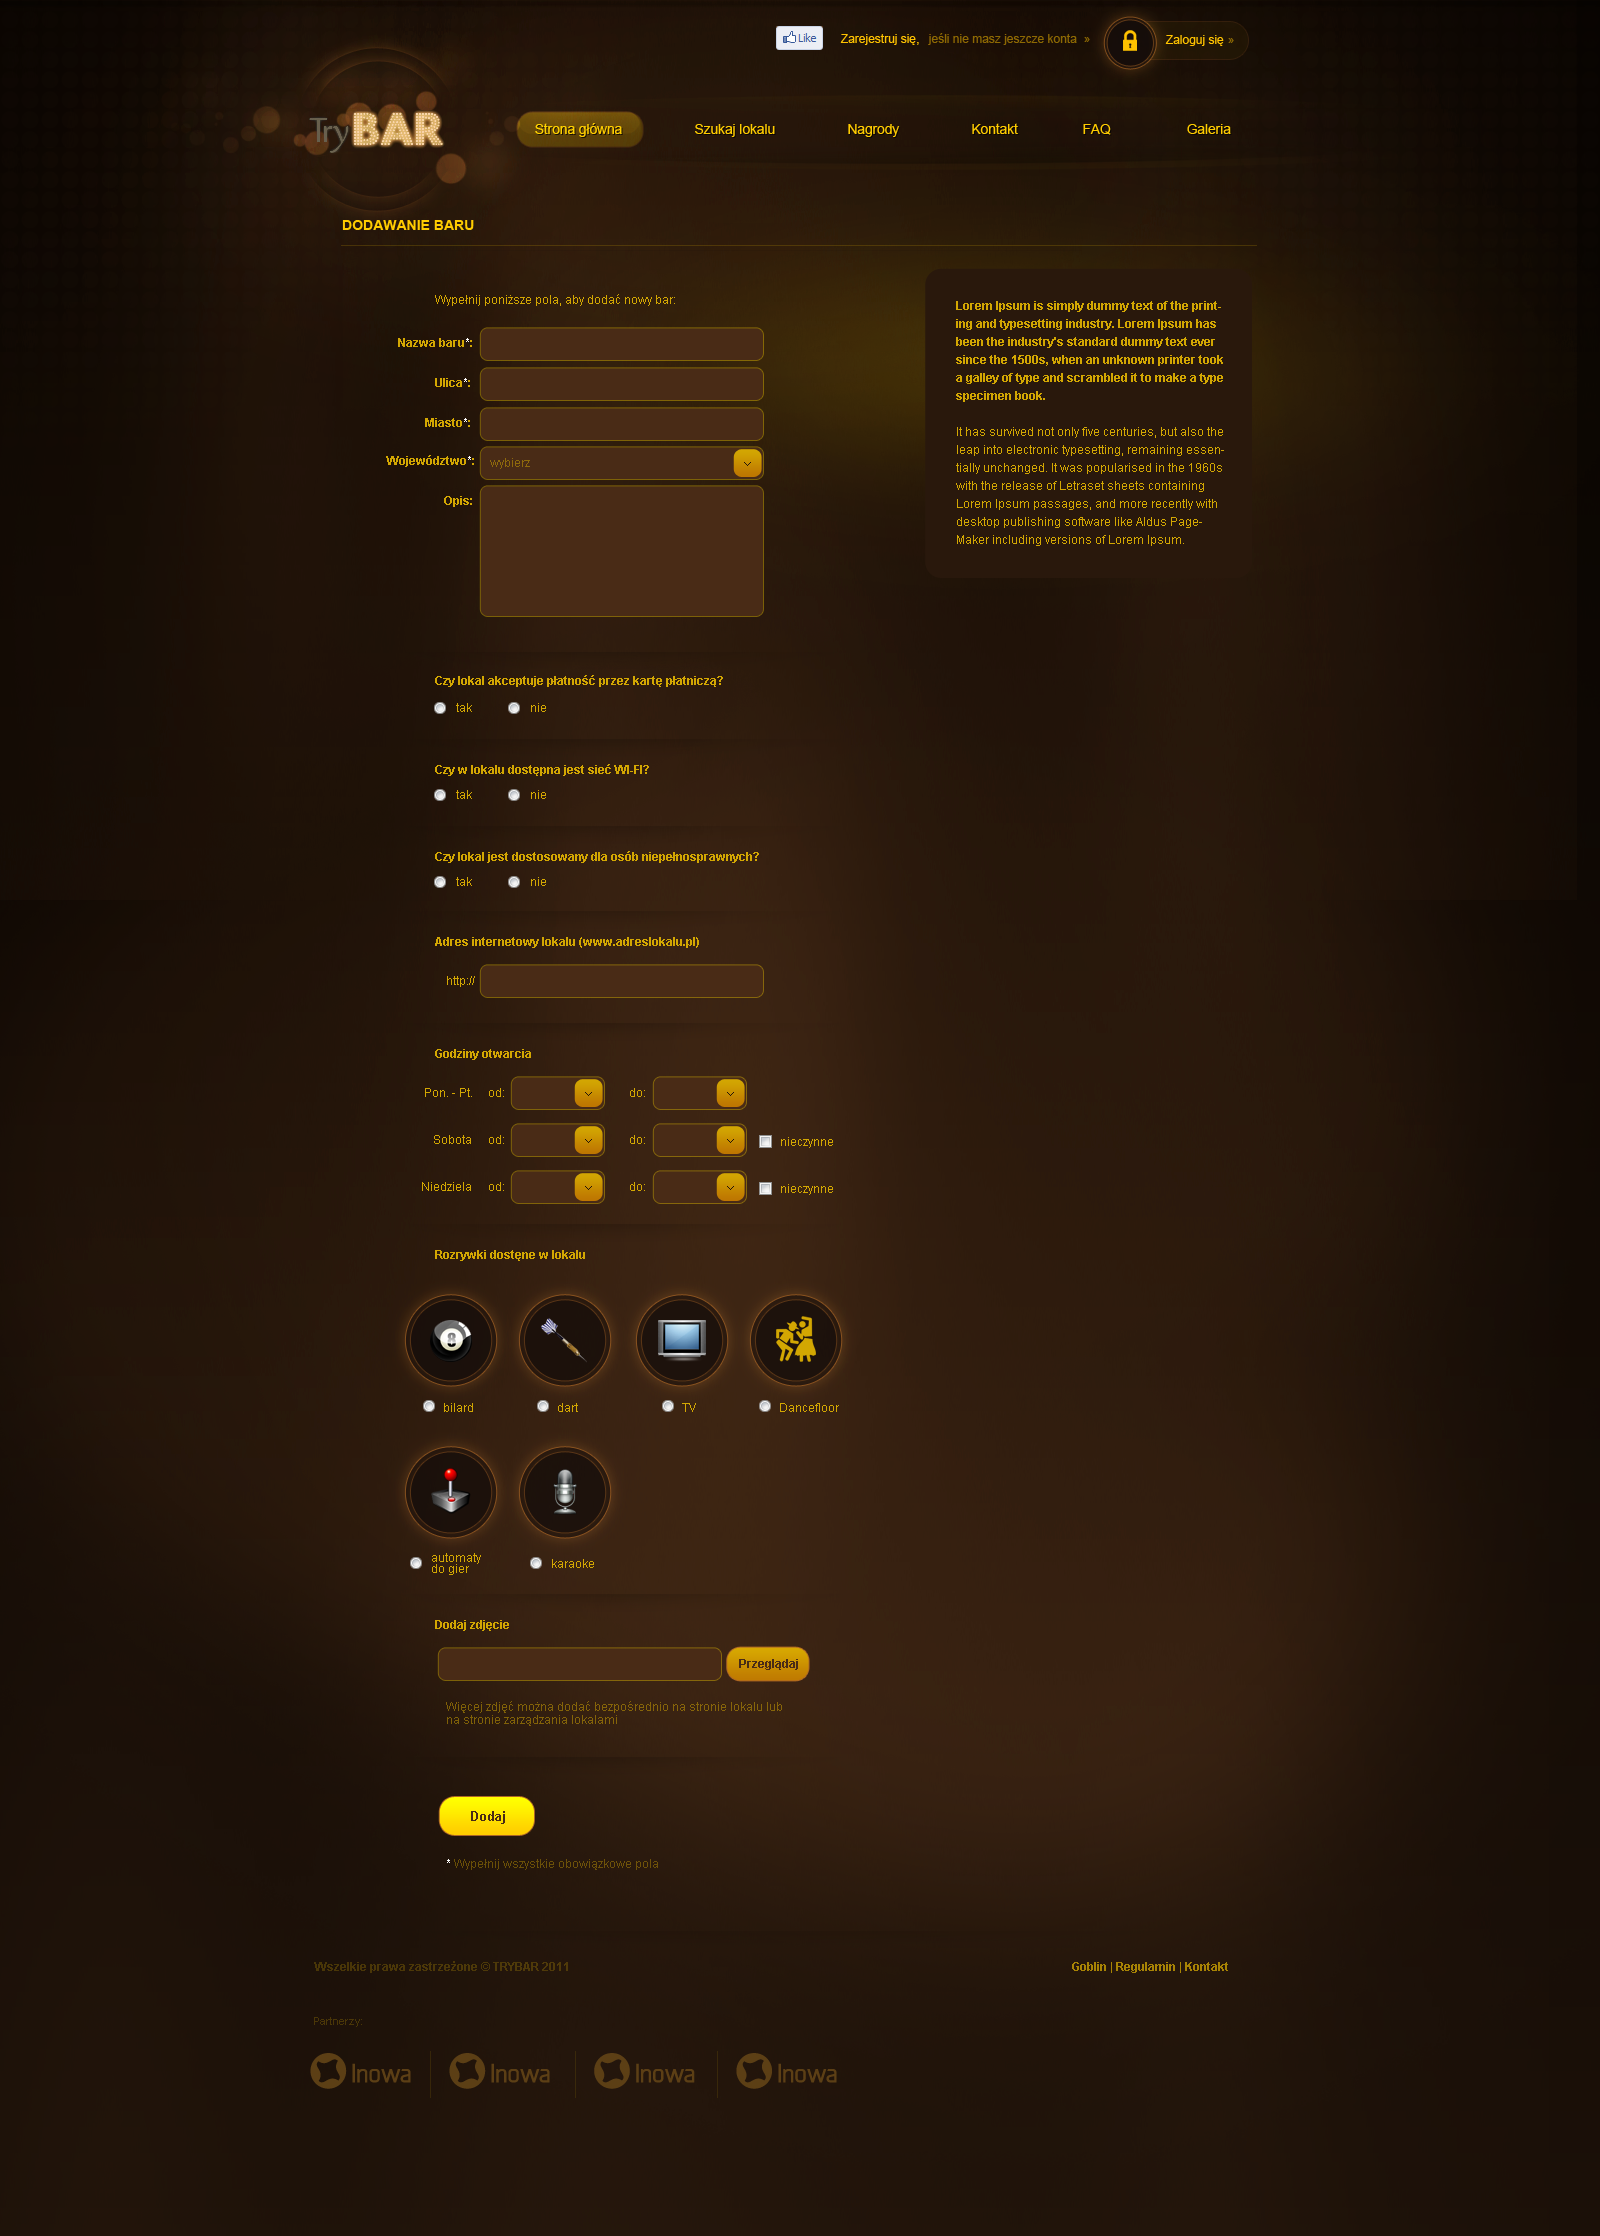 Like
Zarejestruj się, jeśli nie masz jeszcze konta »
Zaloguj się »
TryBAR
Strona główna
Szukaj lokalu
Nagrody
Kontakt
FAQ
Galeria
DODAWANIE BARU
Wypełnij poniższe pola, aby dodać nowy bar:
Nazwa baru*:
Ulica*:
Miasto*:
Województwo*:
wybierz
Opis:
Lorem Ipsum is simply dummy text of the print-
ing and typesetting industry. Lorem Ipsum has
been the industry's standard dummy text ever
since the 1500s, when an unknown printer took
a galley of type and scrambled it to make a type
specimen book.
It has survived not only five centuries, but also the
leap into electronic typesetting, remaining essen-
tially unchanged. It was popularised in the 1960s
with the release of Letraset sheets containing
Lorem Ipsum passages, and more recently with
desktop publishing software like Aldus Page-
Maker including versions of Lorem Ipsum.
Czy lokal akceptuje płatność przez kartę płatniczą?
tak
nie
Czy w lokalu dostępna jest sieć WI-FI?
tak
nie
Czy lokal jest dostosowany dla osób niepełnosprawnych?
tak
nie
Adres internetowy lokalu (www.adreslokalu.pl)
http://
Godziny otwarcia
Pon. - Pt. od: do:
Sobota od: do: nieczynne
Niedziela od: do: nieczynne
Rozrywki dostęne w lokalu
8
bilard
dart
TV
Dancefloor
automaty
do gier
karaoke
Dodaj zdjęcie
Przeglądaj
Więcej zdjęć można dodać bezpośrednio na stronie lokalu lub
na stronie zarządzania lokalami
Dodaj
* Wypełnij wszystkie obowiązkowe pola
Wszelkie prawa zastrzeżone © TRYBAR 2011
Goblin | Regulamin | Kontakt
Partnerzy:
Inowa
Inowa
Inowa
Inowa